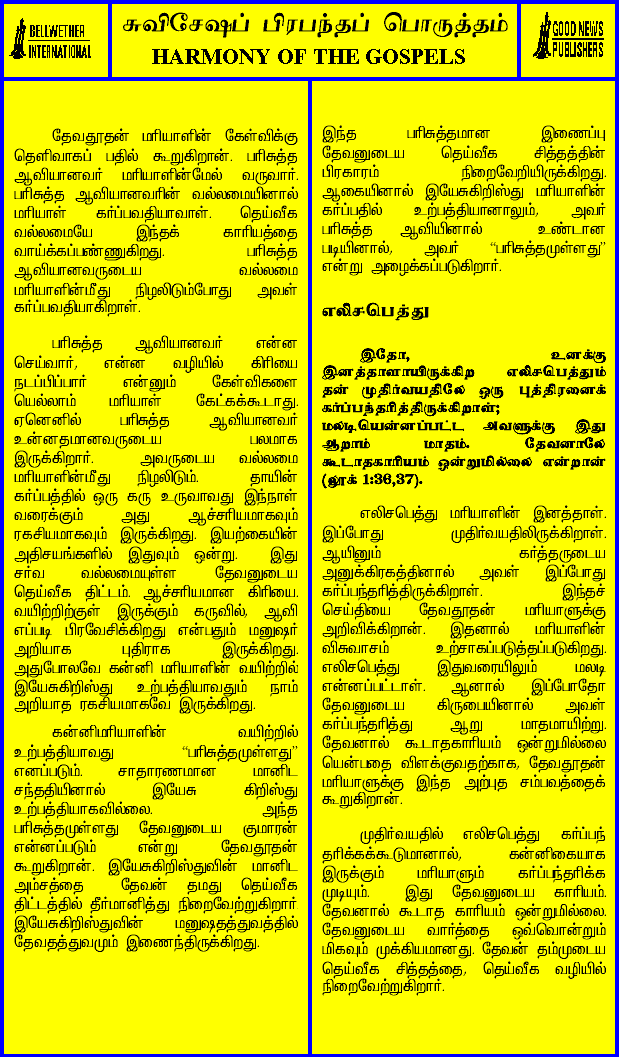 BELLWETHER
INTERNATIONAL
சுவிசேஷப் பிரபந்தப் பொருத்தம்
HARMONY OF THE GOSPELS
GOOD NEWS
PUBLISHERS
தேவதூதன் மரியாளின் கேள்விக்கு
தெளிவாகப் பதில் கூறுகிறான். பரிசுத்த
ஆவியானவர் மரியாளின்மேல் வருவார்.
பரிசுத்த ஆவியானவரின் வல்லமையினால்
மரியாள் கர்ப்பவதியாவாள். தெய்வீக
வல்லமையே இந்தக் காரியத்தை
வாய்க்கப்பண்ணுகிறது. பரிசுத்த
ஆவியானவருடைய வல்லமை
மரியாளின்மீது நிழலிடும்போது அவள்
கர்ப்பவதியாகிறாள்.
பரிசுத்த ஆவியானவர் என்ன
செய்வார், என்ன வழியில் கிரியை
நடப்பிப்பார் என்னும் கேள்விகளை
யெல்லாம் மரியாள் கேட்கக்கூடாது.
ஏனெனில் பரிசுத்த ஆவியானவர்
உன்னதமானவருடைய பலமாக
இருக்கிறார். அவருடைய வல்லமை
மரியாளின்மீது நிழலிடும். தாயின்
கர்ப்பத்தில் ஒரு கரு உருவாவது இந்நாள்
வரைக்கும் அது ஆச்சரியமாகவும்
ரகசியமாகவும் இருக்கிறது. இயற்கையின்
அதிசயங்களில் இதுவும் ஒன்று. இது
சர்வ வல்லமையுள்ள தேவனுடைய
தெய்வீக திட்டம். ஆச்சரியமான கிரியை.
வயிற்றிற்குள் இருக்கும் கருவில், ஆவி
எப்படி பிரவேசிக்கிறது என்பதும் மனுஷர்
அறியாக புதிராக இருக்கிறது.
அதுபோலவே கன்னி மரியாளின் வயிற்றில்
இயேசுகிறிஸ்து உற்பத்தியாவதும் நாம்
அறியாத ரகசியமாகவே இருக்கிறது.
கன்னிமரியாளின் வயிற்றில்
உற்பத்தியாவது “பரிசுத்தமுள்ளது”
எனப்படும். சாதாரணமான மானிட
சந்ததியினால் இயேசு கிறிஸ்து
உற்பத்தியாகவில்லை. அந்த
பரிசுத்தமுள்ளது தேவனுடைய குமாரன்
என்னப்படும் என்று தேவதூதன்
கூறுகிறான். இயேசுகிறிஸ்துவின் மானிட
அம்சத்தை தேவன் தமது தெய்வீக
திட்டத்தில் தீர்மானித்து நிறைவேற்றுகிறார்.
இயேசுகிறிஸ்துவின் மனுஷதத்துவத்தில்
தேவதத்துவமும் இணைந்திருக்கிறது.
இந்த பரிசுத்தமான இணைப்பு
தேவனுடைய தெய்வீக சித்தத்தின்
பிரகாரம் நிறைவேறியிருக்கிறது.
ஆகையினால் இயேசுகிறிஸ்து மரியாளின்
கர்ப்பதில் உற்பத்தியானாலும், அவர்
பரிசுத்த ஆவியினால் உண்டான
படியினால், அவர் “பரிசுத்தமுள்ளது”
என்று அழைக்கப்படுகிறார்.
எலிசபெத்து
இதோ, உனக்கு
இனத்தாளாயிருக்கிற எலிசபெத்தும்
தன் முதிர்வயதிலே ஒரு புத்திரனைக்
கர்ப்பந்தரித்திருக்கிறாள்;
மலடியென்னப்பட்ட அவளுக்கு இது
ஆறாம் மாதம். தேவனாலே
கூடாதகாரியம் ஒன்றுமில்லை என்றான்
(லூக் 1:36,37).
எலிசபெத்து மரியாளின் இனத்தாள்.
இப்போது முதிர்வயதிலிருக்கிறாள்.
ஆயினும் கர்த்தருடைய
அனுக்கிரகத்தினால் அவள் இப்போது
கர்ப்பந்தரித்திருக்கிறாள். இந்தச்
செய்தியை தேவதூதன் மரியாளுக்கு
அறிவிக்கிறான். இதனால் மரியாளின்
விசுவாசம் உற்சாகப்படுத்தப்படுகிறது.
எலிசபெத்து இதுவரையிலும் மலடி
என்னப்பட்டாள். ஆனால் இப்போதோ
தேவனுடைய கிருபையினால் அவள்
கர்ப்பந்தரித்து ஆறு மாதமாயிற்று.
தேவனால் கூடாதகாரியம் ஒன்றுமில்லை
யென்பதை விளக்குவதற்காக, தேவதூதன்
மரியாளுக்கு இந்த அற்புத சம்பவத்தைக்
கூறுகிறான்.
முதிர்வயதில் எலிசபெத்து கர்ப்பந்
தரிக்கக்கூடுமானால், கன்னிகையாக
இருக்கும் மரியாளும் கர்ப்பந்தரிக்க
முடியும். இது தேவனுடைய காரியம்.
தேவனால் கூடாத காரியம் ஒன்றுமில்லை.
தேவனுடைய வார்த்தை ஒவ்வொன்றும்
மிகவும் முக்கியமானது. தேவன் தம்முடைய
தெய்வீக சித்தத்தை, தெய்வீக வழியில்
நிறைவேற்றுகிறார்.